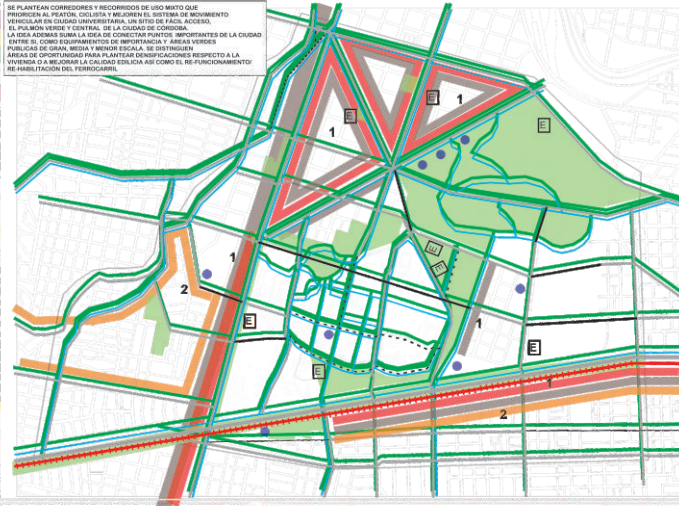 SE PLANTEAN CORREDORES Y RECORRIDOS DE USO MIXTO QUE
PRIORICEN AL PEATÓN, CICLISTA Y MEJOREN EL SISTEMA DE MOVIMIENTO
VEHICULAR EN CIUDAD UNIVERSITARIA, UN SITIO DE FÁCIL ACCESO,
EL PULMÓN VERDE Y CENTRAL DE LA CIUDAD DE CÓRDOBA.
LA IDEA ADEMAS SUMA LA IDEA DE CONECTAR PUNTOS IMPORTANTES DE LA CIUDAD
ENTRE SI, COMO EQUIPAMENTOS DE IMPORTANCIA Y ÁREAS VERDES
PUBLICAS DE GRAN, MEDIA Y MENOR ESCALA. SE DISTINGUEN
ÁREAS DE OPORTUNIDAD PARA PLANTEAR DENSIFICACIONES RESPECTO A LA
VIVIENDA O A MEJORAR LA CALIDAD EDILICIA ASÍ COMO EL RE-FUNCIONAMIENTO/
RE-HABILITACIÓN DEL FERROCARRIL
E
1
E
1
E
1
E
E
2
E
1
E
E
1
2